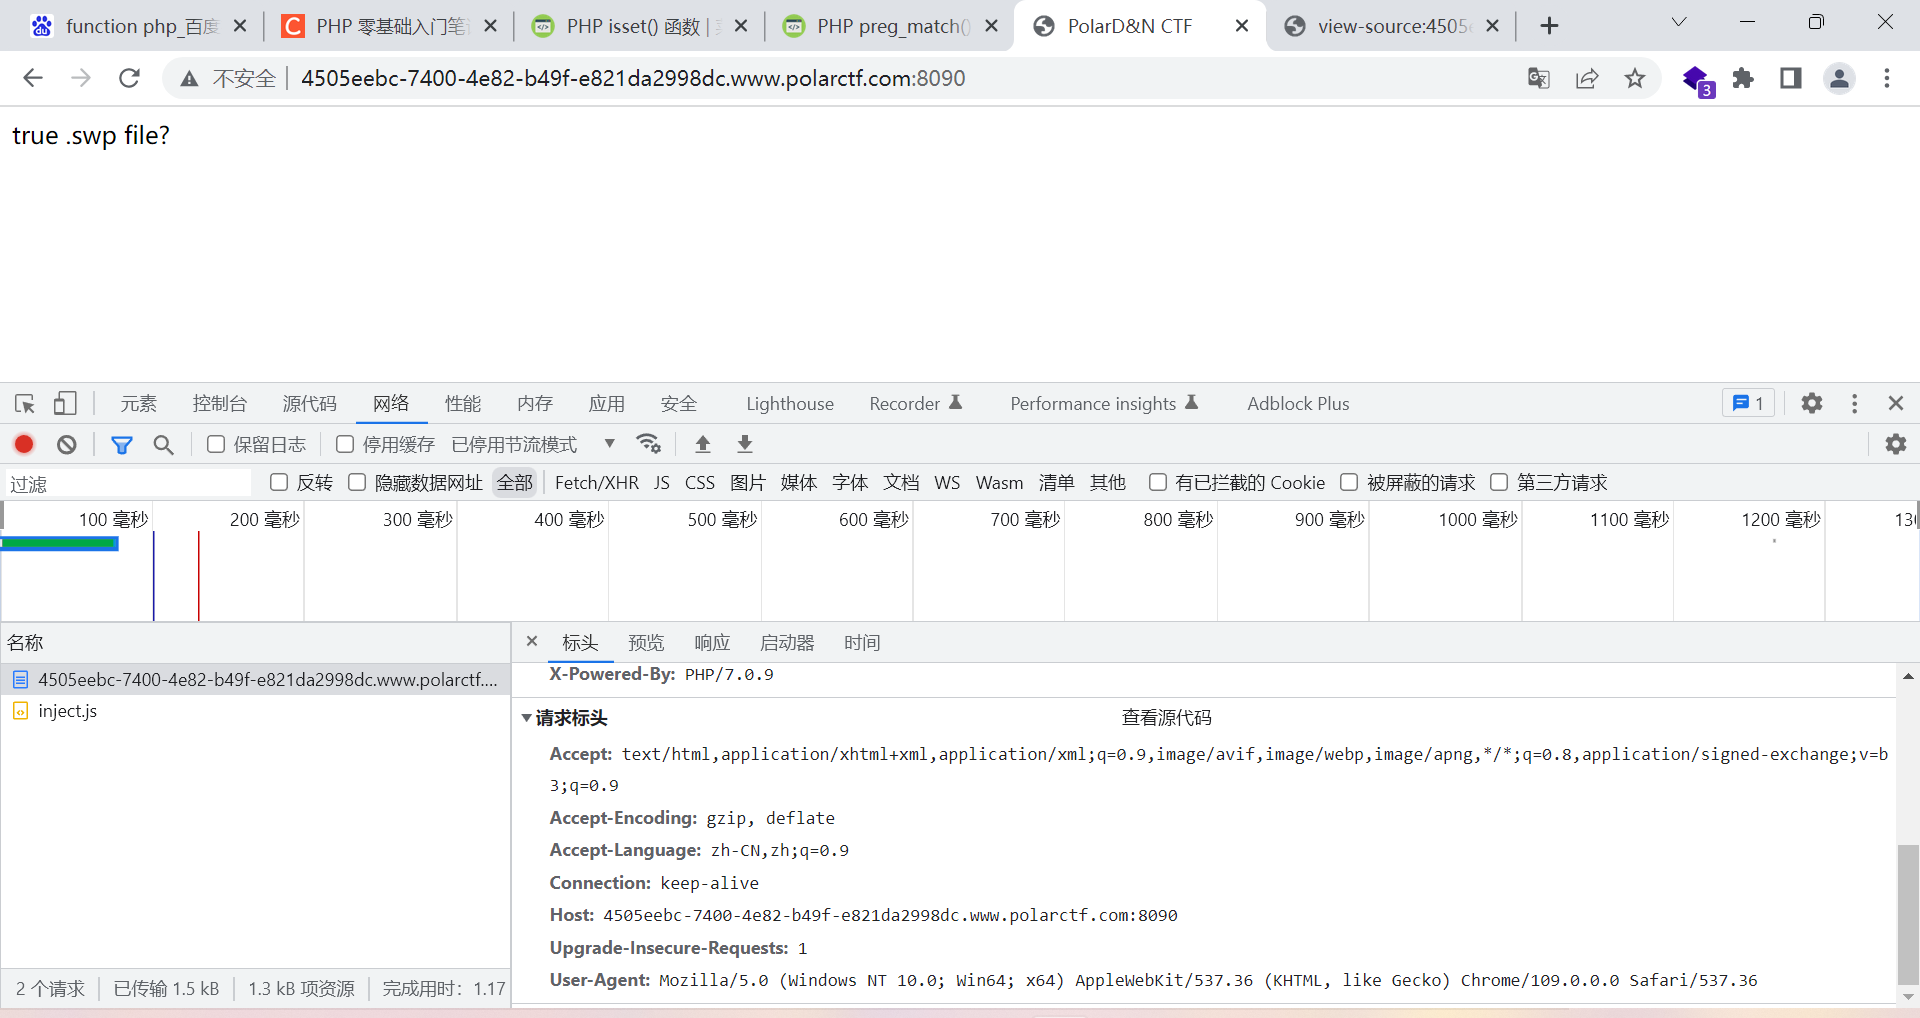 function php_百度
PHP 零基础入门笔记
PHP isset() 函数 |
PHP preg_match()
PolarD&N CTF
view-source:4505e
不安全 4505eebc-7400-4e82-b49f-e821da2998dc.www.polarctf.com:8090
3
true .swp file?
元素 控制台 源代码 网络 性能 内存 应用 安全 Lighthouse Recorder Performance insights Adblock Plus 1
保留日志 停用缓存 已停用节流模式
过滤 反转 隐藏数据网址 全部 Fetch/XHR JS CSS 图片 媒体 字体 文档 WS Wasm 清单 其他 有已拦截的 Cookie 被屏蔽的请求 第三方请求
100 毫秒 200 毫秒 300 毫秒 400 毫秒 500 毫秒 600 毫秒 700 毫秒 800 毫秒 900 毫秒 1000 毫秒 1100 毫秒 1200 毫秒
名称
4505eebc-7400-4e82-b49f-e821da2998dc.www.polarctf....
inject.js
标头 预览 响应 启动器 时间
X-Powered-By: PHP/7.0.9
请求标头 查看源代码
Accept: text/html,application/xhtml+xml,application/xml;q=0.9,image/avif,image/webp,image/apng,*/*;q=0.8,application/signed-exchange;v=b
3;q=0.9
Accept-Encoding: gzip, deflate
Accept-Language: zh-CN,zh;q=0.9
Connection: keep-alive
Host: 4505eebc-7400-4e82-b49f-e821da2998dc.www.polarctf.com:8090
Upgrade-Insecure-Requests: 1
User-Agent: Mozilla/5.0 (Windows NT 10.0; Win64; x64) AppleWebKit/537.36 (KHTML, like Gecko) Chrome/109.0.0.0 Safari/537.36
2 个请求 已传输 1.5 kB 1.3 kB 项资源 完成用时：1.17